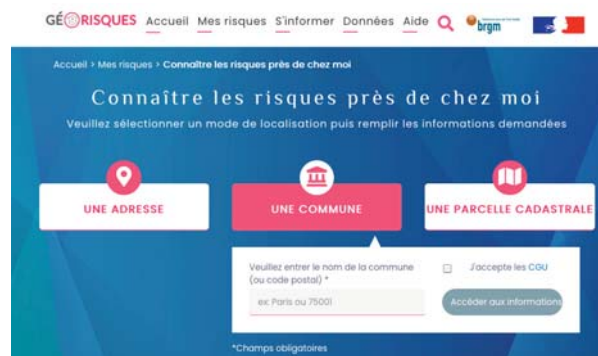 GÉORISQUES Accueil Mes risques S'informer Données Aide brgm
Accueil > Mes risques > Connaître les risques près de chez moi
Connaître les risques près de chez moi
Veuillez sélectionner un mode de localisation puis remplir les informations demandées
UNE ADRESSE UNE COMMUNE UNE PARCELLE CADASTRALE
Veuillez entrer le nom de la commune
(ou code postal) *
J'accepte les CGU
ex: Paris ou 75001
Accéder aux informations
*Champs obligatoires